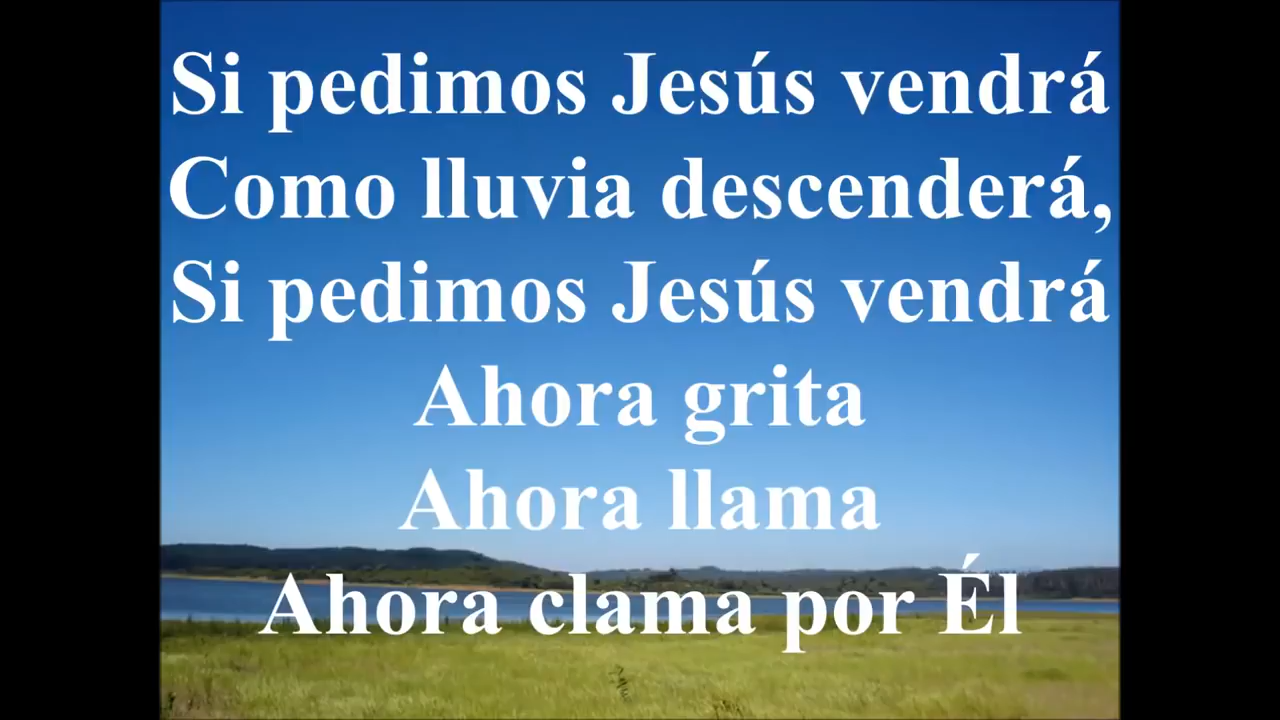 Si pedimos Jesús vendrá
Como lluvia descenderá,
Si pedimos Jesús vendrá
Ahora grita
Ahora llama
Ahora clama por Él